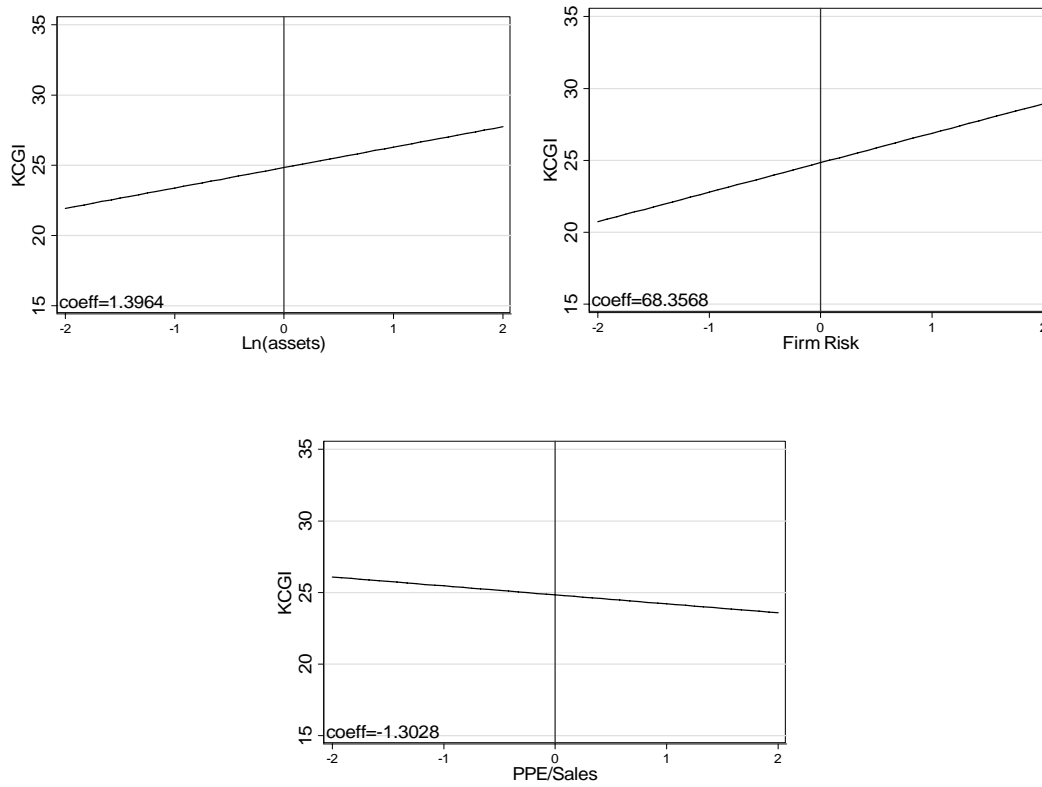 35
30
25
20
15
KCGI
coeff=1.3964
-2 -1 0 1 2
Ln(assets)
35
30
25
20
15
KCGI
coeff=68.3568
-2 -1 0 1 2
Firm Risk
35
30
25
20
15
KCGI
coeff=-1.3028
-2 -1 0 1 2
PPE/Sales